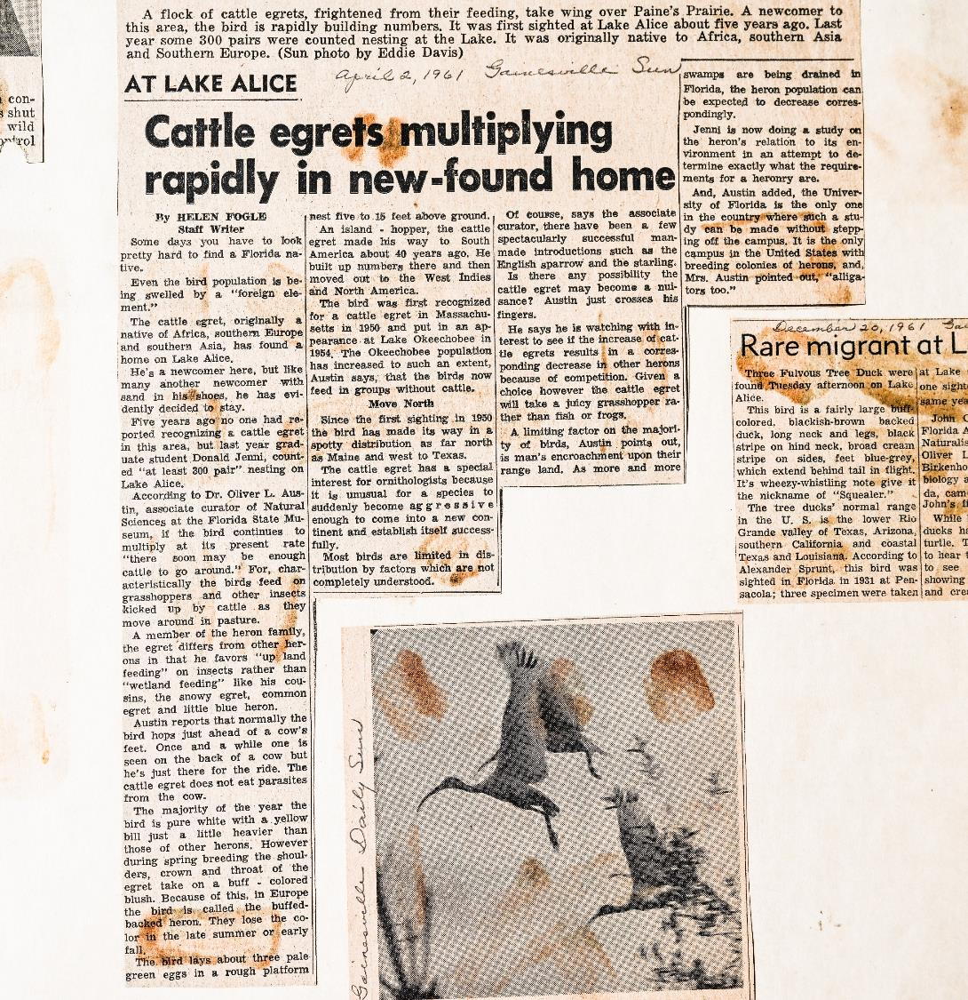 A flock of cattle egrets, frightened from their feeding, take wing over Paine's Prairie. A newcomer to
this area, the bird is rapidly building numbers. It was first sighted at Lake Alice about five years ago. Last
year some 300 pairs were counted nesting at the Lake. It was originally native to Africa, southern Asia
and Southern Europe. (Sun photo by Eddie Davis)
April 2, 1961 Gainesville Sun
AT LAKE ALICE
Cattle egrets multiplying
rapidly in new-found home
By HELEN FOGLE
Staff Writer
Some days you have to look
pretty hard to find a Florida na-
tive.
Even the bird population is be-
ing swelled by a "foreign ele-
ment."
The cattle egret, originally a
native of Africa, southern Europe
and southern Asia, has found a
home on Lake Alice.
He's a newcomer here, but like
many another newcomer with
sand in his shoes, he has evi-
dently decided to stay.
Five years ago no one had re-
ported recognizing a cattle egret
in this area, but last year grad-
uate student Donald Jenni, count-
ed "at least 300 pair" nesting on
Lake Alice.
According to Dr. Oliver L. Aus-
tin, associate curator of Natural
Sciences at the Florida State Mu-
seum, if the bird continues to
multiply at its present rate
"there soon may be enough
cattle to go around." For, char-
acteristically the birds feed on
grasshoppers and other insects
kicked up by cattle as they
move around in pasture.
A member of the heron family,
the egret differs from other her-
ons in that he favors "up land
feeding" on insects rather than
"wetland feeding" like his cou-
sins, the snowy egret, common
egret and little blue heron.
Austin reports that normally the
bird hops just ahead of a cow's
feet. Once and a while one is
seen on the back of a cow but
he's just there for the ride. The
cattle egret does not eat parasites
from the cow.
The majority of the year the
bird is pure white with a yellow
bill just a little heavier than
those of other herons. However
during spring breeding the shoul-
ders, crown and throat of the
egret take on a buff - colored
blush. Because of this, in Europe
the bird is called the buffed-
backed heron. They lose the co-
lor in the late summer or early
fall.
The bird lays about three pale
green eggs in a rough platform
nest five to 15 feet above ground.
An island - hopper, the cattle
egret made his way to South
America about 40 years ago. He
built up numbers there and then
moved out to the West Indies
and North America.
The bird was first recognized
for a cattle egret in Massachu-
setts in 1950 and put in an ap-
pearance at Lake Okeechobee in
1954. The Okeechobee population
has increased to such an extent,
Austin says, that the birds now
feed in groups without cattle.
Move North
Since the first sighting in 1950
the bird has made its way in a
spotty distribution as far north
as Maine and west to Texas.
The cattle egret has a special
interest for ornithologists because
it is unusual for a species to
suddenly become aggressive
enough to come into a new con-
tinent and establish itself success-
fully.
Most birds are limited in dis-
tribution by factors which are not
completely understood.
Of course, says the associate
curator, there have been a few
spectacularly successful man-
made introductions such as the
English sparrow and the starling.
Is there any possibility the
cattle egret may become a nui-
sance? Austin just crosses his
fingers.
He says he is watching with in-
terest to see if the increase of cat-
tle egrets results in a corres-
ponding decrease in other herons
because of competition. Given a
choice however the cattle egret
will take a juicy grasshopper ra-
ther than fish or frogs.
A limiting factor on the majori-
ty of birds, Austin points out,
is man's encroachment upon their
range land. As more and more
swamps are being drained in
Florida, the heron population can
be expected to decrease corres-
pondingly.
Jenni is now doing a study on
the heron's relation to its en-
vironment in an attempt to de-
termine exactly what the require-
ments for a heronry are.
And, Austin added, the Univer-
sity of Florida is the only one
in the country where such a stu-
dy can be made without stepp-
ing off the campus. It is the only
campus in the United States with
breeding colonies of herons, and,
Mrs. Austin pointed out, "alliga-
tors too."
con-
shut
wild
December 20, 1961
Rare migrant at L
Three Fulvous Tree Duck were
found Tuesday afternoon on Lake
Alice.
This bird is a fairly large buff-
colored, blackish-brown backed
duck, long neck and legs, black
stripe on hind neck, broad cream
stripe on sides, feet blue-grey,
which extend behind tail in flight.
It's wheezy-whistling note give it
the nickname of "Squealer."
The tree ducks' normal range
in the U. S. is the lower Rio
Grande valley of Texas, Arizona,
southern California and coastal
Texas and Louisiana. According to
Alexander Sprunt, this bird was
sighted in Florida in 1931 at Pen-
sacola; three specimen were taken
at Lake
one sight
same yea
John C
Florida A
Naturalis
Oliver L
Birkenho
biology a
da, cam
John's fi
While
ducks ha
turtle. T
to hear t
to see
showing
and cre
Gainesville Daily Sun